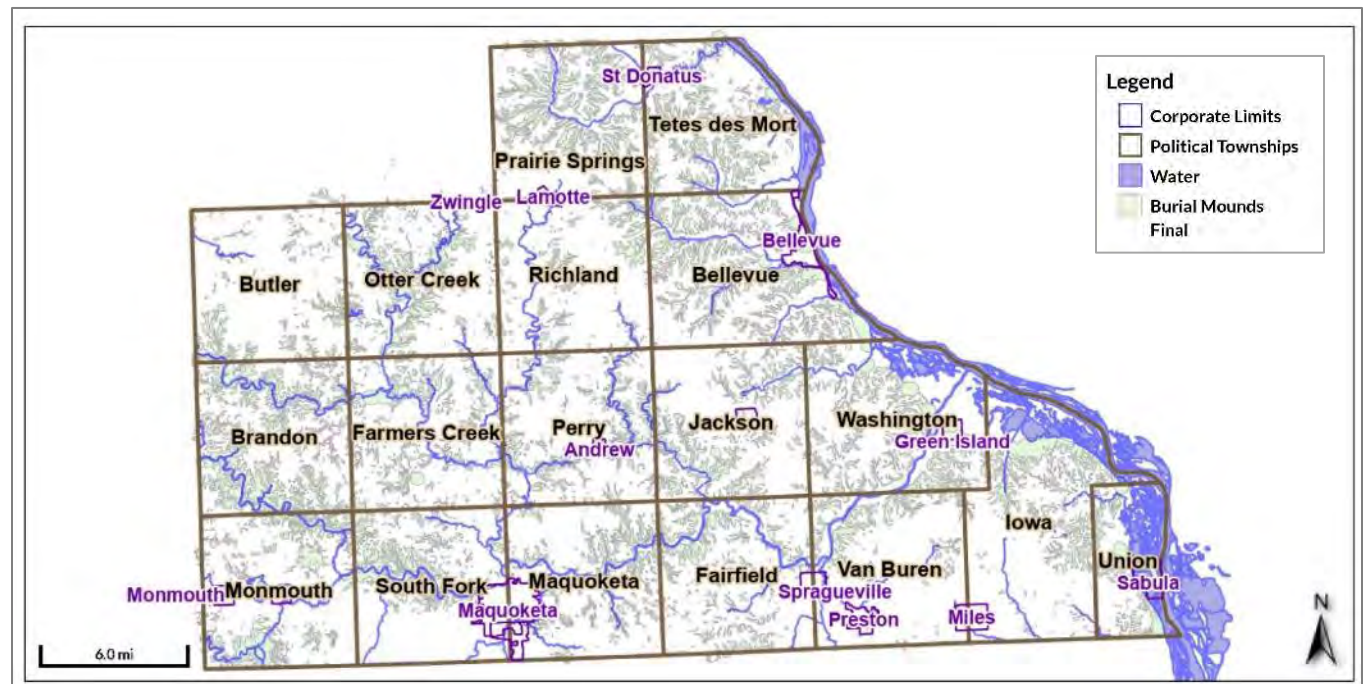 St Donatus
Tetes des Mort
Prairie Springs
Zwingle
Lamotte
Bellevue
Butler
Otter Creek
Richland
Bellevue
Brandon
Farmers Creek
Perry
Andrew
Jackson
Washington
Green Island
Iowa
Monmouth
Monmouth
South Fork
Maquoketa
Maquoketa
Fairfield
Van Buren
Spragueville
Preston
Miles
Union
Sabula
6.0 mi
N
Legend
Corporate Limits
Political Townships
Water
Burial Mounds
Final